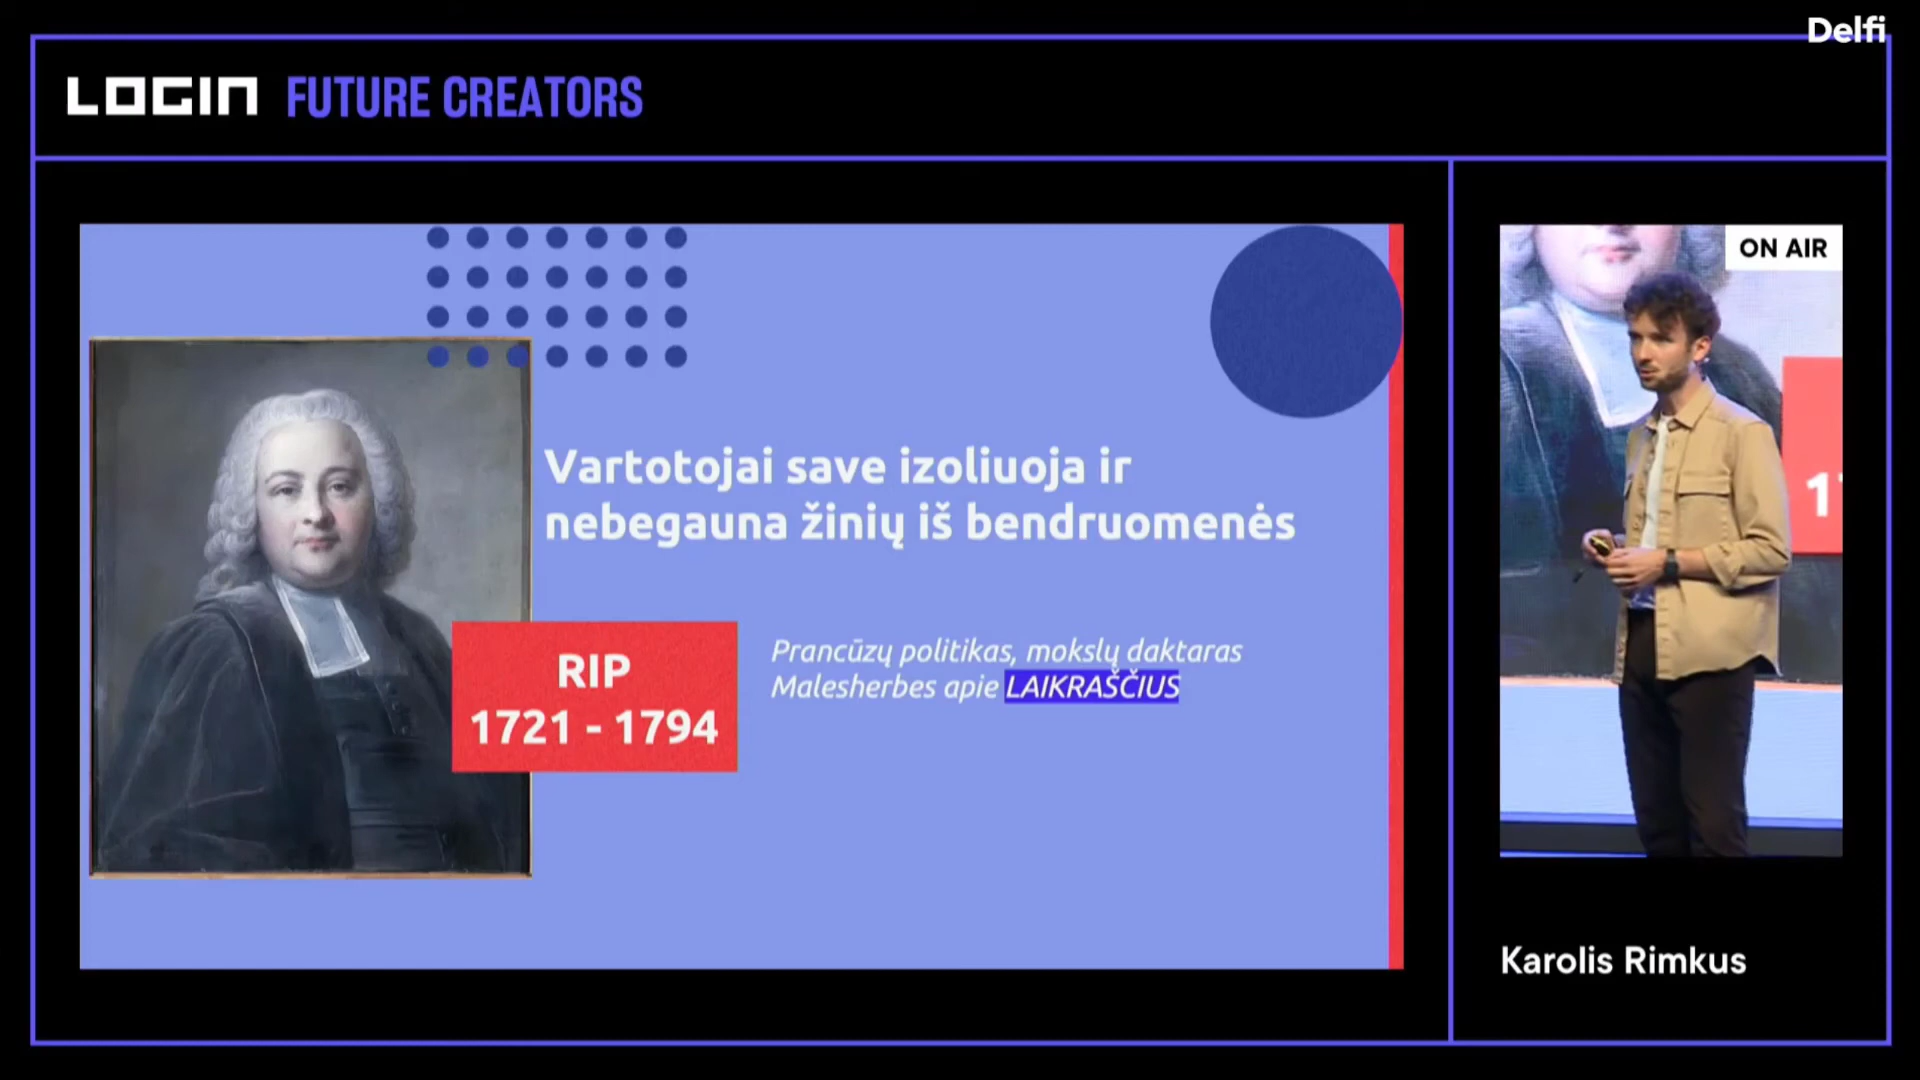 Delfi
LOGIN FUTURE CREATORS
ON AIR
Vartotojai save izoliuoja ir
nebegauna žinių iš bendruomenės
RIP
1721 - 1794
Prancūzų politikas, mokslų daktaras
Malesherbes apie LAIKRAŠČIUS
Karolis Rimkus